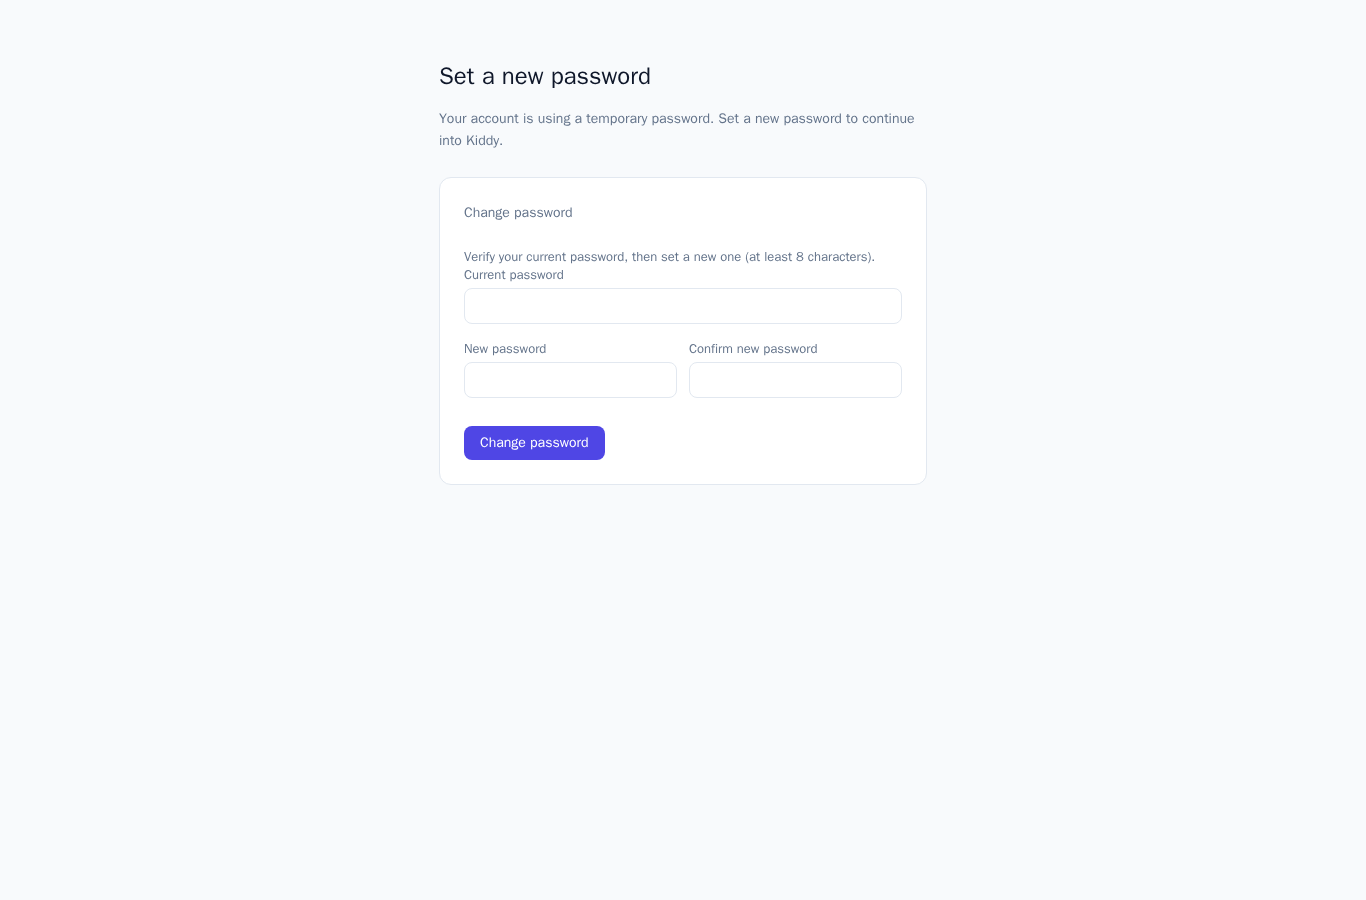 Set a new password
Your account is using a temporary password. Set a new password to continue
into Kiddy.
Change password
Verify your current password, then set a new one (at least 8 characters).
Current password
New password
Confirm new password
Change password